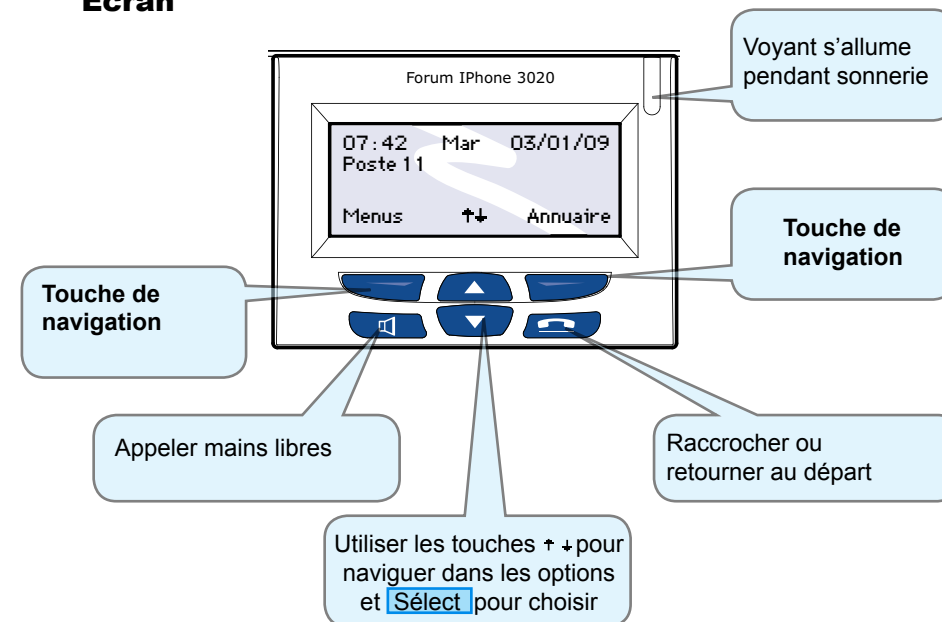 Écran
Voyant s’allume
pendant sonnerie
Forum IPhone 3020
07:42 Mar 03/01/09
Poste 11
Menus ↑↓ Annuaire
Touche de
navigation
Touche de
navigation
Appeler mains libres
Raccrocher ou
retourner au départ
Utiliser les touches ↑ ↓ pour
naviguer dans les options
et Sélect pour choisir